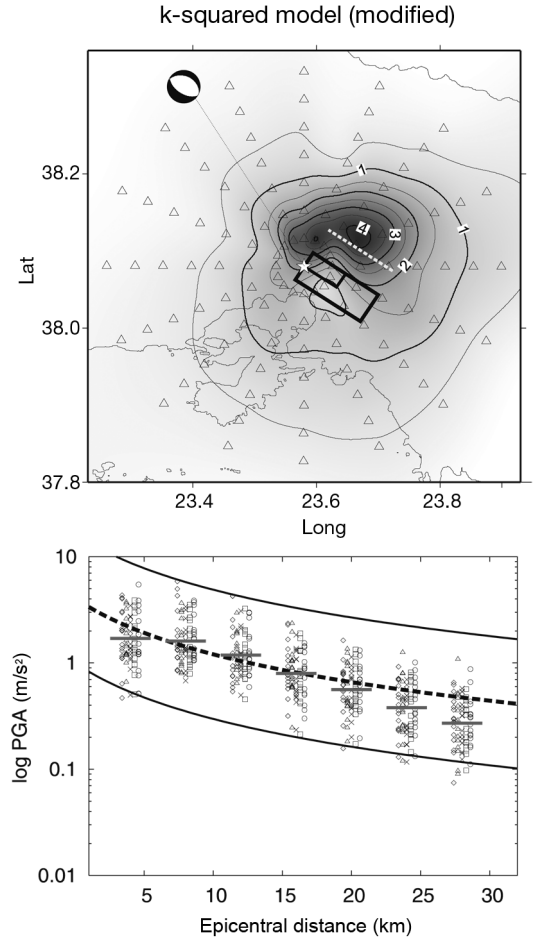 k-squared model (modified)
1
38.2
4
3
1
2
Lat
38.0
37.8
23.4 23.6 23.8
Long
10
1
log PGA (m/s²)
0.1
0.01
5 10 15 20 25 30
Epicentral distance (km)